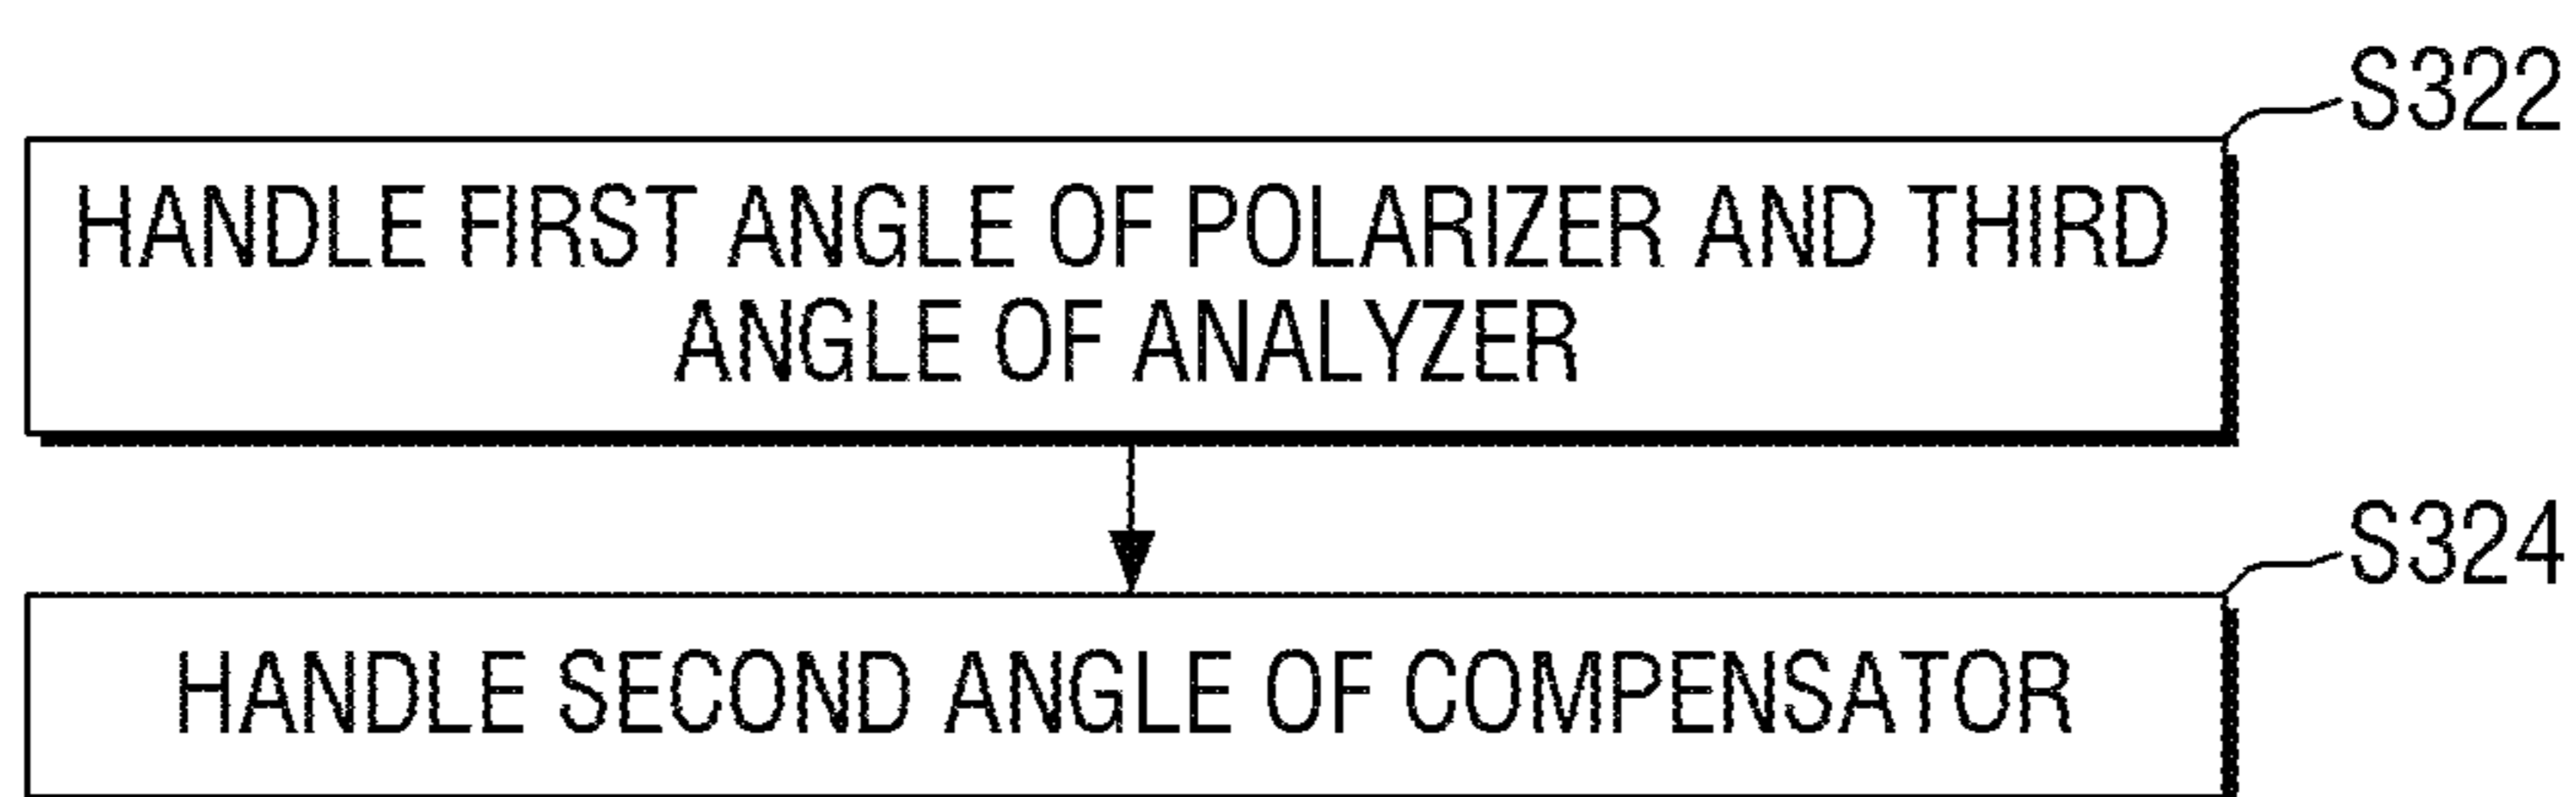 S322
HANDLE FIRST ANGLE OF POLARIZER AND THIRD
ANGLE OF ANALYZER
S324
HANDLE SECOND ANGLE OF COMPENSATOR